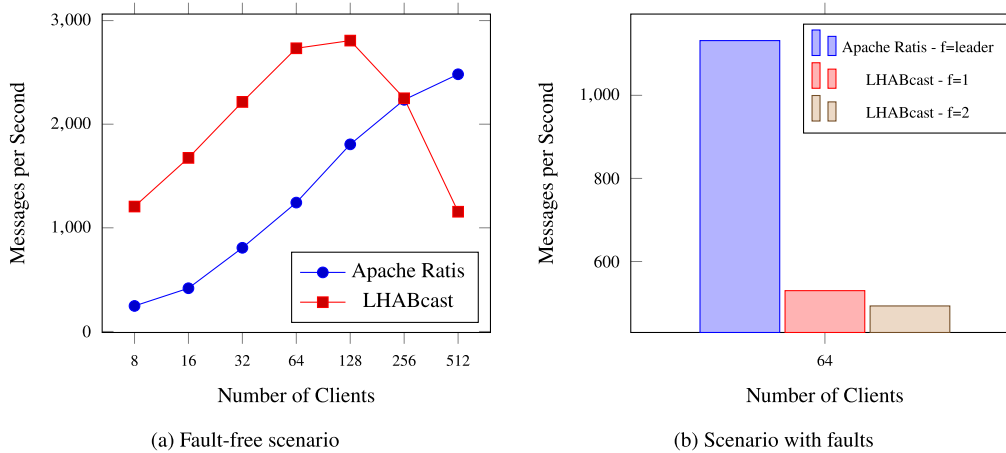 3,000
2,000
1,000
0
Messages per Second
8 16 32 64 128 256 512
Number of Clients
Apache Ratis
LHABcast
(a) Fault-free scenario
1,000
800
600
Messages per Second
64
Number of Clients
Apache Ratis - f=leader
LHABcast - f=1
LHABcast - f=2
(b) Scenario with faults